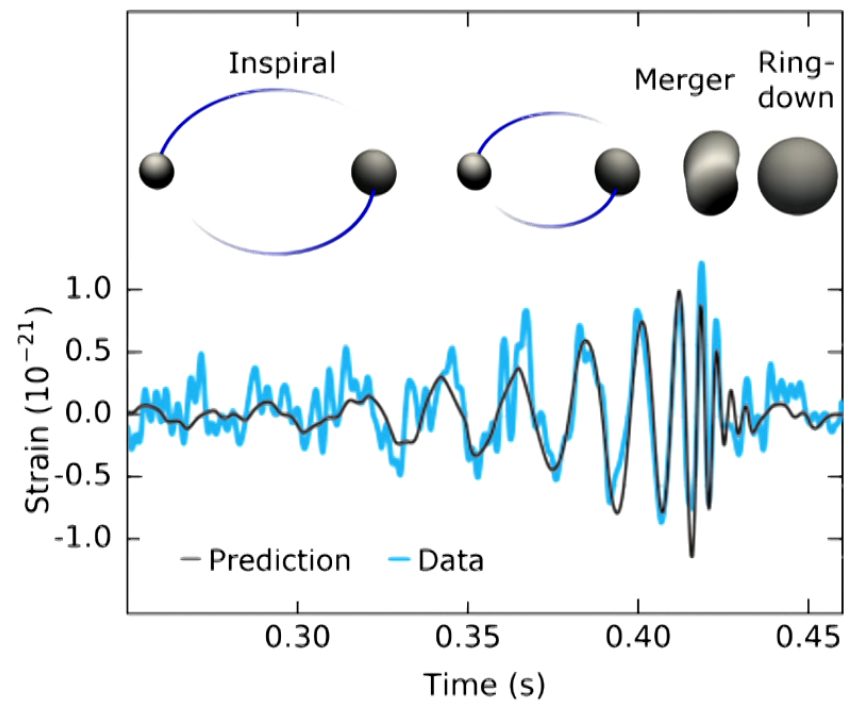 Inspiral
Merger
Ring-
down
1.0
0.5
0.0
-0.5
-1.0
Strain (10⁻²¹)
Prediction
Data
0.30
0.35
0.40
0.45
Time (s)